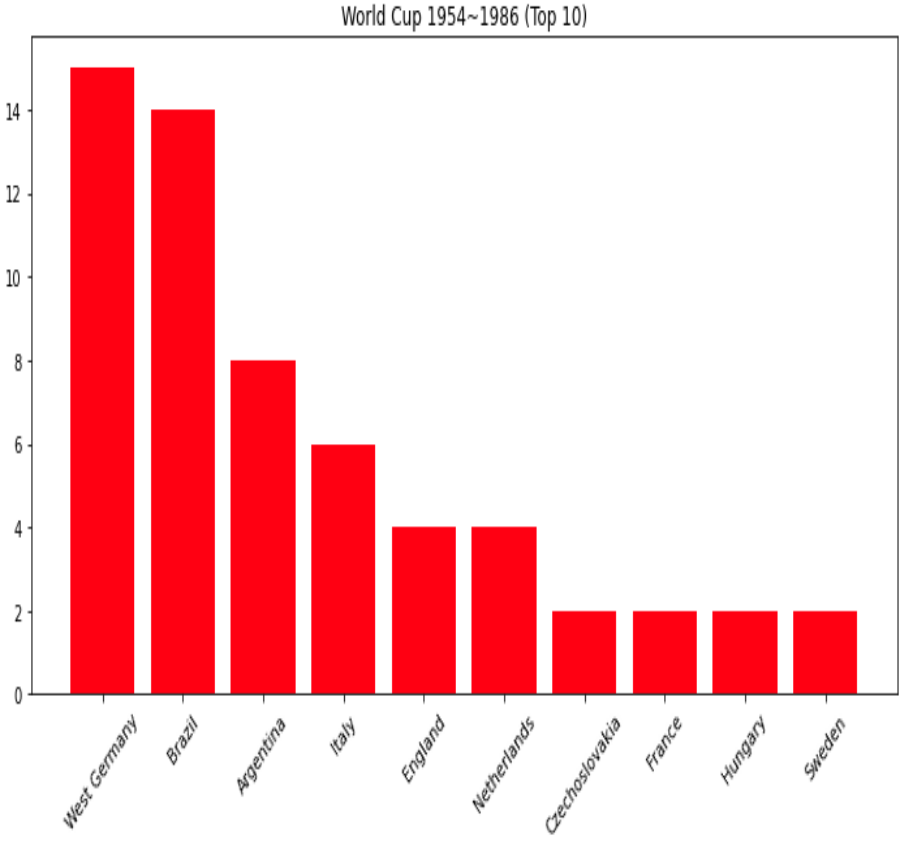 World Cup 1954~1986 (Top 10)
14
12
10
8
6
4
2
0
West Germany
Brazil
Argentina
Italy
England
Netherlands
Czechoslovakia
France
Hungary
Sweden